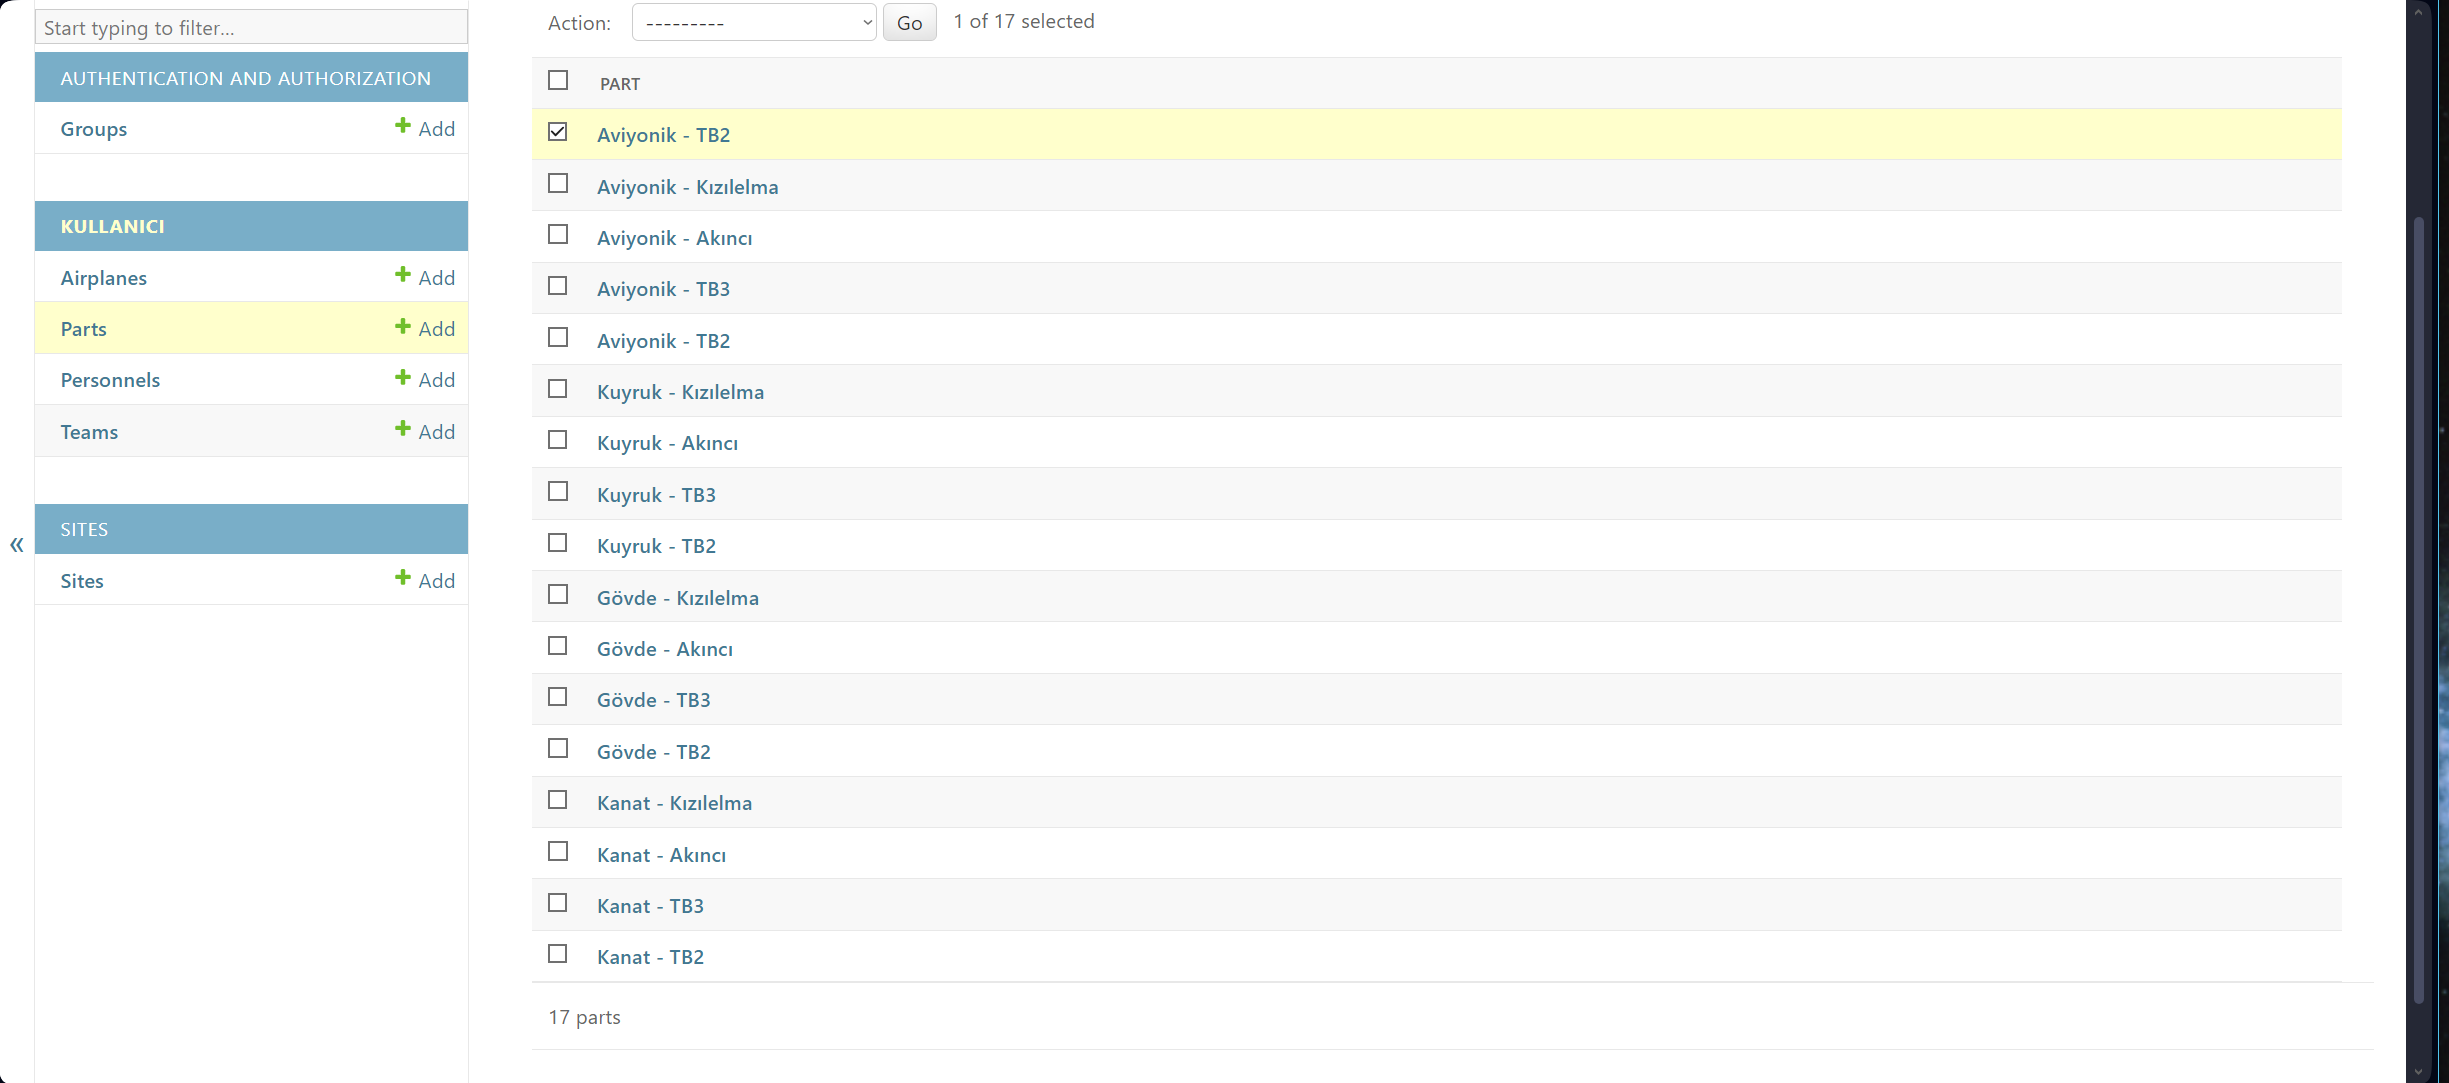 Start typing to filter...
AUTHENTICATION AND AUTHORIZATION
Groups Add
KULLANICI
Airplanes Add
Parts Add
Personnels Add
Teams Add
SITES
Sites Add
«
Action: --------- Go 1 of 17 selected
PART
Aviyonik - TB2
Aviyonik - Kızılelma
Aviyonik - Akıncı
Aviyonik - TB3
Aviyonik - TB2
Kuyruk - Kızılelma
Kuyruk - Akıncı
Kuyruk - TB3
Kuyruk - TB2
Gövde - Kızılelma
Gövde - Akıncı
Gövde - TB3
Gövde - TB2
Kanat - Kızılelma
Kanat - Akıncı
Kanat - TB3
Kanat - TB2
17 parts